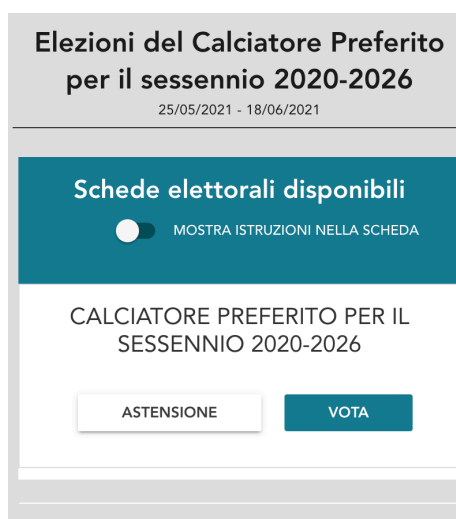 Elezioni del Calciatore Preferito
per il sessennio 2020-2026
25/05/2021 - 18/06/2021
Schede elettorali disponibili
MOSTRA ISTRUZIONI NELLA SCHEDA
CALCIATORE PREFERITO PER IL
SESSENNIO 2020-2026
ASTENSIONE
VOTA